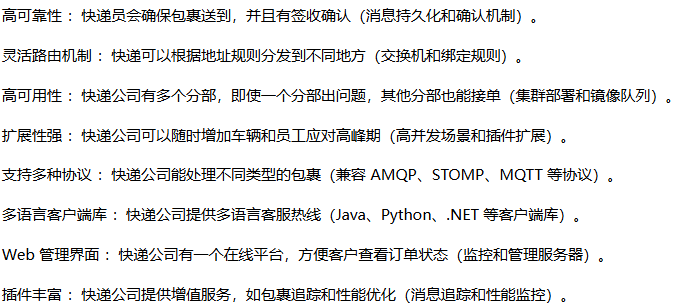 高可靠性： 快递员会确保包裹送到，并且有签收确认（消息持久化和确认机制）。
灵活路由机制： 快递可以根据地址规则分发到不同地方（交换机和绑定规则）。
高可用性： 快递公司有多个分部，即使一个分部出问题，其他分部也能接单（集群部署和镜像队列）。
扩展性强： 快递公司可以随时增加车辆和员工应对高峰期（高并发场景和插件扩展）。
支持多种协议： 快递公司能处理不同类型的包裹（兼容 AMQP、STOMP、MQTT 等协议）。
多语言客户端库： 快递公司提供多语言客服热线（Java、Python、.NET 等客户端库）。
Web 管理界面： 快递公司有一个在线平台，方便客户查看订单状态（监控和管理服务器）。
插件丰富： 快递公司提供增值服务，如包裹追踪和性能优化（消息追踪和性能监控）。